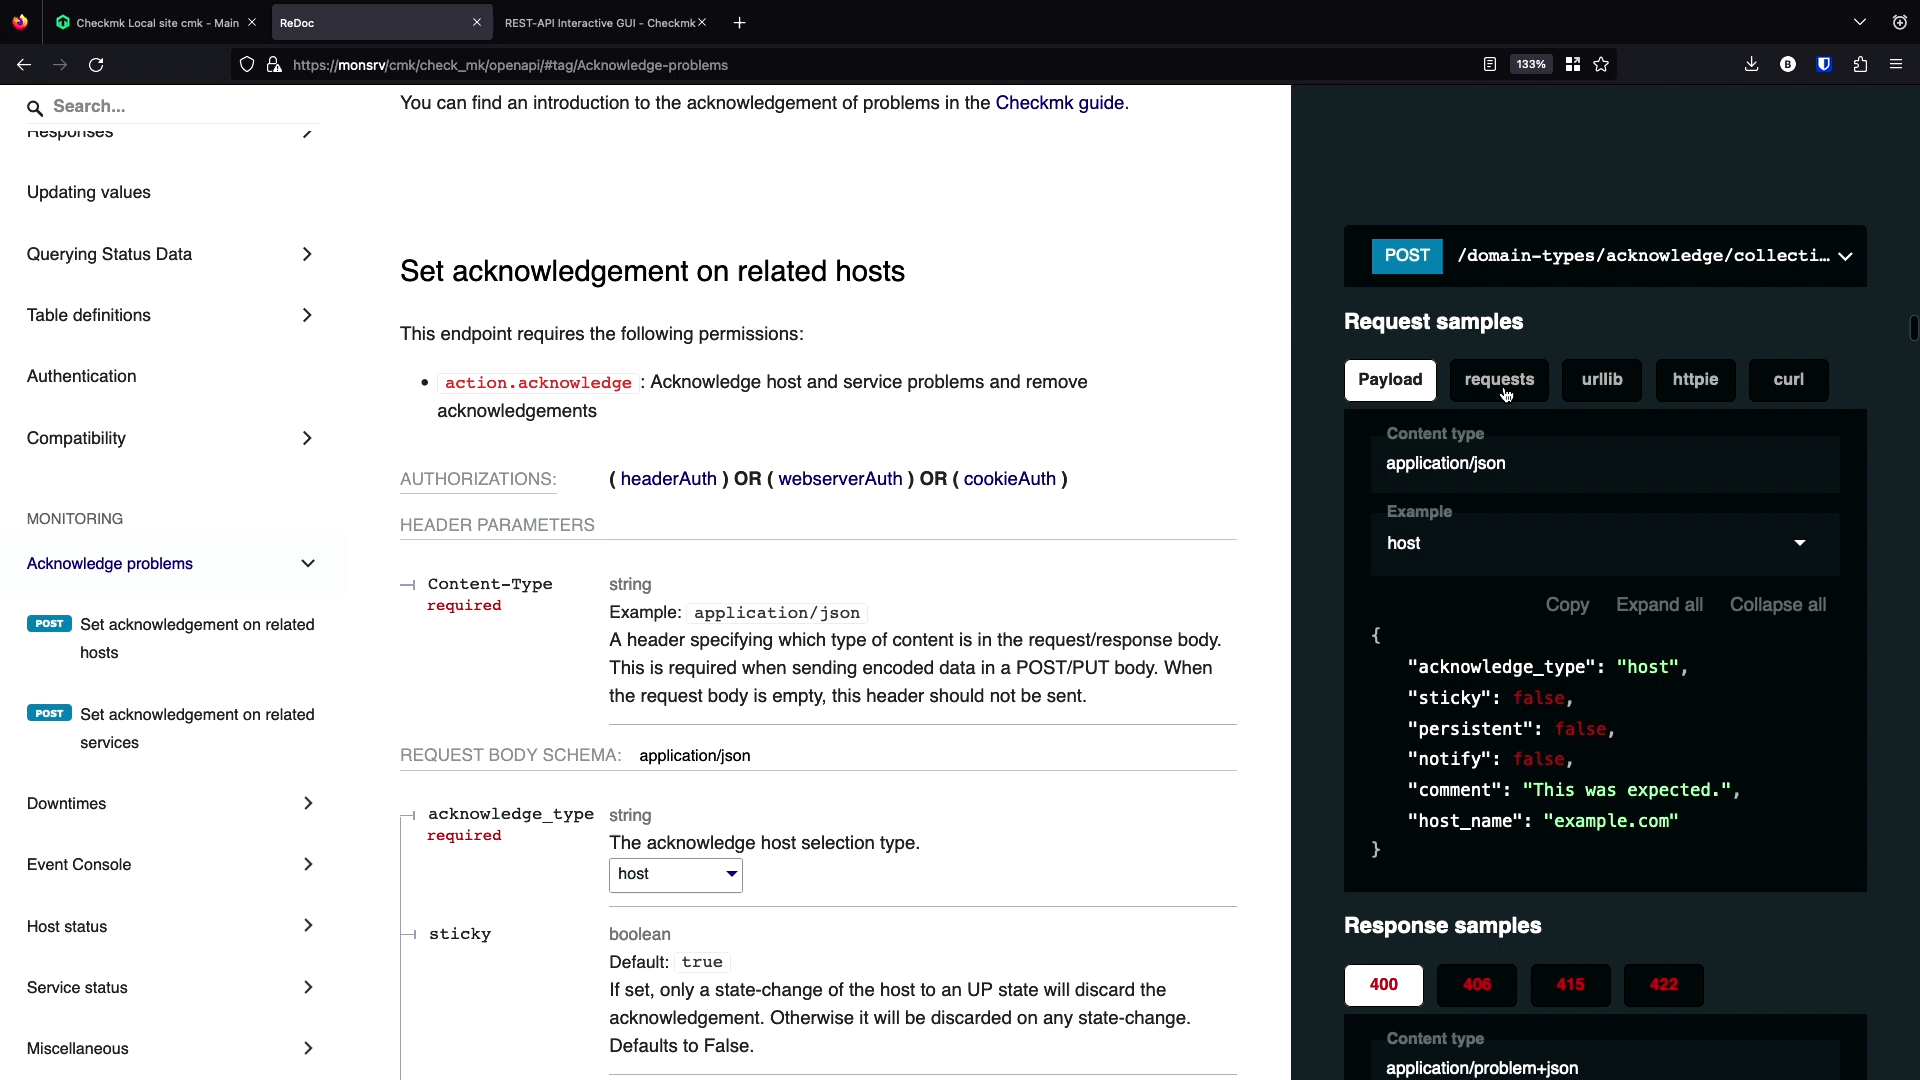 Checkmk Local site cmk - Main
ReDoc
REST-API Interactive GUI - Checkmk
https://monsrv/cmk/check_mk/openapi/#tag/Acknowledge-problems
133%
Search...
Responses
Updating values
Querying Status Data
Table definitions
Authentication
Compatibility
MONITORING
Acknowledge problems
POST Set acknowledgement on related
hosts
POST Set acknowledgement on related
services
Downtimes
Event Console
Host status
Service status
Miscellaneous
You can find an introduction to the acknowledgement of problems in the Checkmk guide.
Set acknowledgement on related hosts
This endpoint requires the following permissions:
• action.acknowledge : Acknowledge host and service problems and remove
acknowledgements
AUTHORIZATIONS: ( headerAuth ) OR ( webserverAuth ) OR ( cookieAuth )
HEADER PARAMETERS
Content-Type string
required
Example: application/json
A header specifying which type of content is in the request/response body.
This is required when sending encoded data in a POST/PUT body. When
the request body is empty, this header should not be sent.
REQUEST BODY SCHEMA: application/json
acknowledge_type string
required
The acknowledge host selection type.
host
sticky boolean
Default: true
If set, only a state-change of the host to an UP state will discard the
acknowledgement. Otherwise it will be discarded on any state-change.
Defaults to False.
POST /domain-types/acknowledge/collecti...
Request samples
Payload requests urllib httpie curl
Content type
application/json
Example
host
Copy Expand all Collapse all
{
"acknowledge_type": "host",
"sticky": false,
"persistent": false,
"notify": false,
"comment": "This was expected.",
"host_name": "example.com"
}
Response samples
400 406 415 422
Content type
application/problem+json